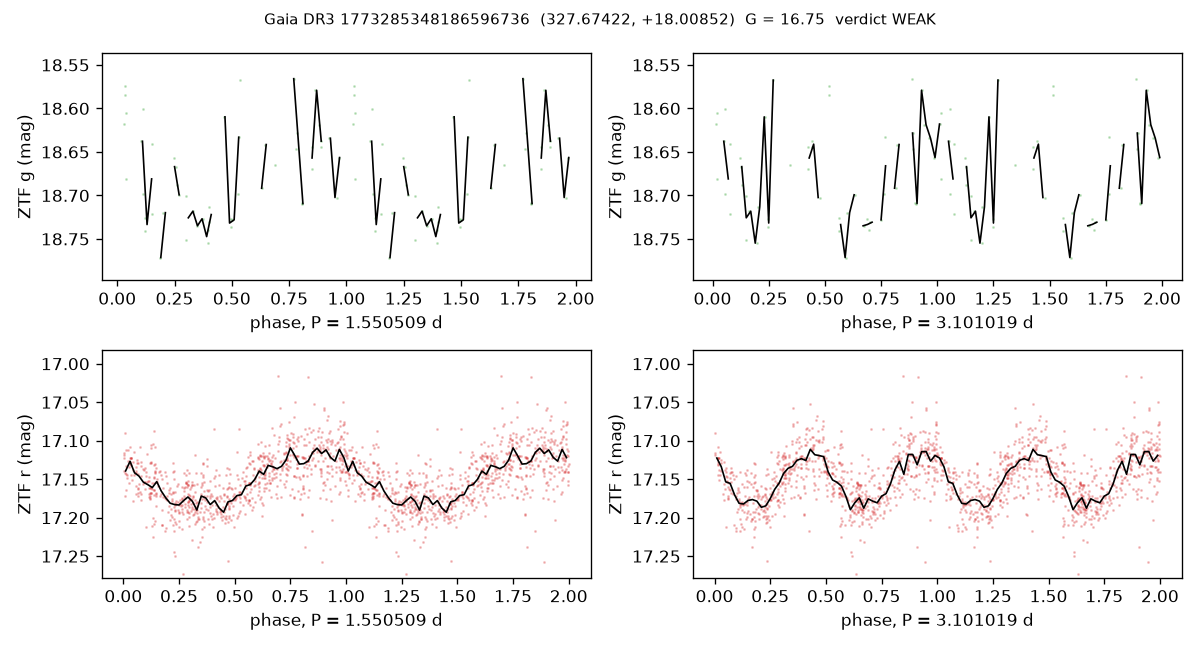 Gaia DR3 1773285348186596736  (327.67422, +18.00852)  G = 16.75  verdict WEAK
ZTF g (mag)
18.55
18.60
18.65
18.70
18.75
0.00 0.25 0.50 0.75 1.00 1.25 1.50 1.75 2.00
phase, P = 1.550509 d
ZTF g (mag)
18.55
18.60
18.65
18.70
18.75
0.00 0.25 0.50 0.75 1.00 1.25 1.50 1.75 2.00
phase, P = 3.101019 d
ZTF r (mag)
17.00
17.05
17.10
17.15
17.20
17.25
0.00 0.25 0.50 0.75 1.00 1.25 1.50 1.75 2.00
phase, P = 1.550509 d
ZTF r (mag)
17.00
17.05
17.10
17.15
17.20
17.25
0.00 0.25 0.50 0.75 1.00 1.25 1.50 1.75 2.00
phase, P = 3.101019 d